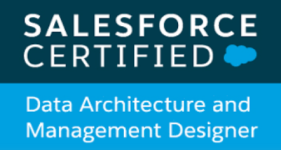 SALESFORCE
CERTIFIED
Data Architecture and
Management Designer